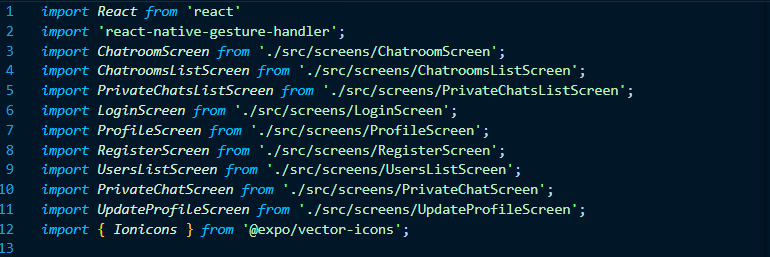 1 import React from 'react'
2 import 'react-native-gesture-handler';
3 import ChatroomScreen from './src/screens/ChatroomScreen';
4 import ChatroomsListScreen from './src/screens/ChatroomsListScreen';
5 import PrivateChatsListScreen from './src/screens/PrivateChatsListScreen';
6 import LoginScreen from './src/screens/LoginScreen';
7 import ProfileScreen from './src/screens/ProfileScreen';
8 import RegisterScreen from './src/screens/RegisterScreen';
9 import UsersListScreen from './src/screens/UsersListScreen';
10 import PrivateChatScreen from './src/screens/PrivateChatScreen';
11 import UpdateProfileScreen from './src/screens/UpdateProfileScreen';
12 import { Ionicons } from '@expo/vector-icons';
13